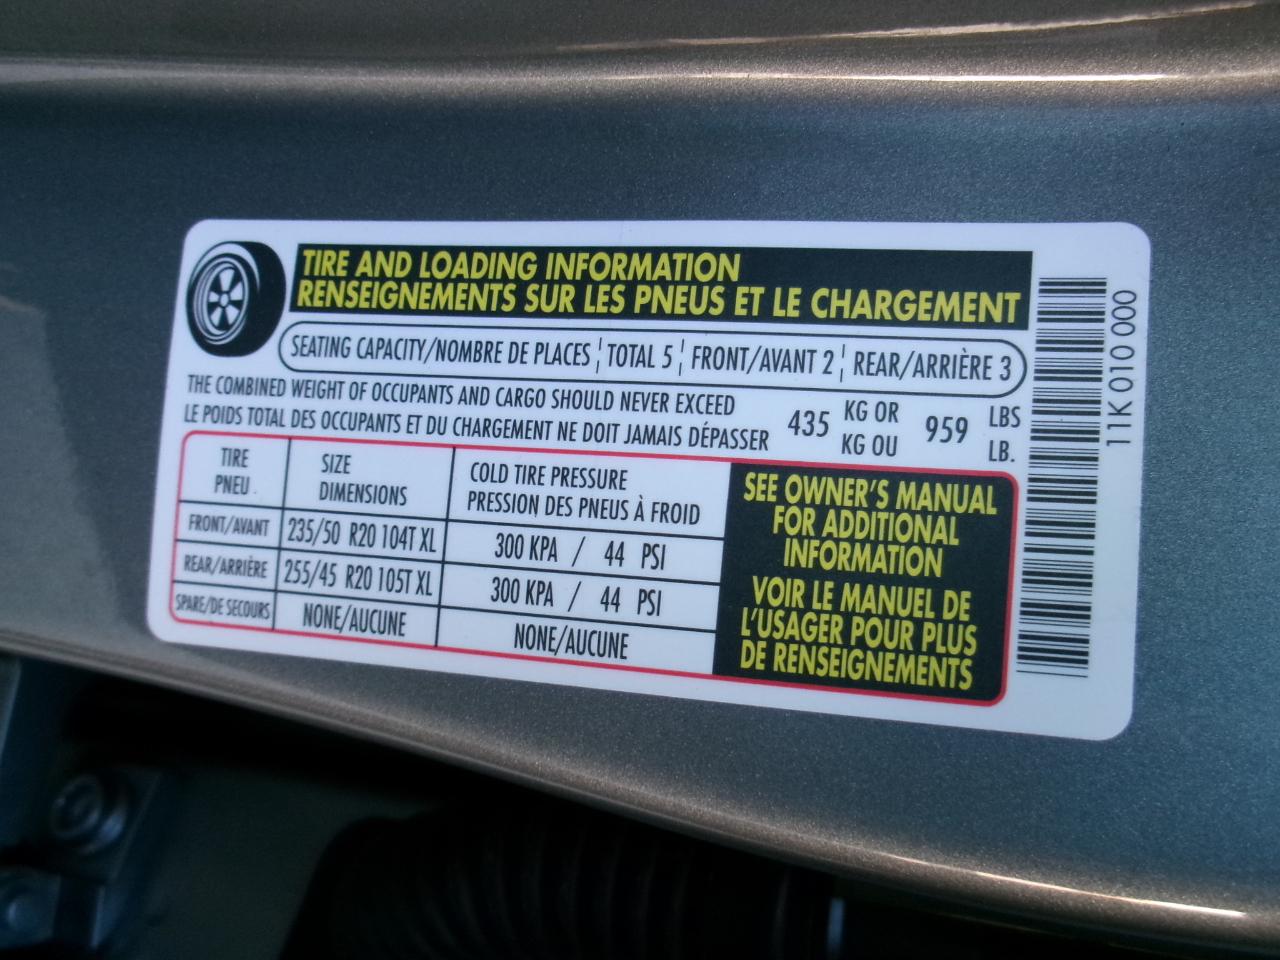 TIRE AND LOADING INFORMATION
RENSEIGNEMENTS SUR LES PNEUS ET LE CHARGEMENT
SEATING CAPACITY/NOMBRE DE PLACES ¦ TOTAL 5 ¦ FRONT/AVANT 2 ¦ REAR/ARRIÈRE 3
THE COMBINED WEIGHT OF OCCUPANTS AND CARGO SHOULD NEVER EXCEED
LE POIDS TOTAL DES OCCUPANTS ET DU CHARGEMENT NE DOIT JAMAIS DÉPASSER
435 KG OR 959 LBS
KG OU LB.
TIRE SIZE COLD TIRE PRESSURE
PNEU DIMENSIONS PRESSION DES PNEUS À FROID
FRONT/AVANT 235/50 R20 104T XL 300 KPA / 44 PSI
REAR/ARRIÈRE 255/45 R20 105T XL 300 KPA / 44 PSI
SPARE/DE SECOURS NONE/AUCUNE NONE/AUCUNE
SEE OWNER'S MANUAL
FOR ADDITIONAL
INFORMATION
VOIR LE MANUEL DE
L'USAGER POUR PLUS
DE RENSEIGNEMENTS
11K 010 000